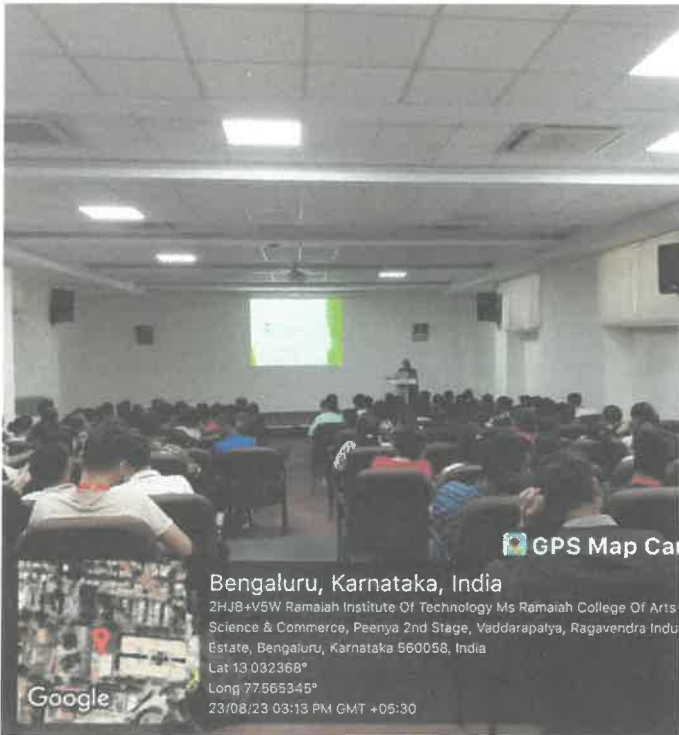 GPS Map Ca
Bengaluru, Karnataka, India
2HJ8+V5W Ramaiah Institute Of Technology Ms Ramaiah College Of Arts
Science & Commerce, Peenya 2nd Stage, Vaddarapalya, Ragavendra Indu
Estate, Bengaluru, Karnataka 560058, India
Lat 13.032368°
Long 77.565345°
23/08/23 03:13 PM GMT +05:30
Google